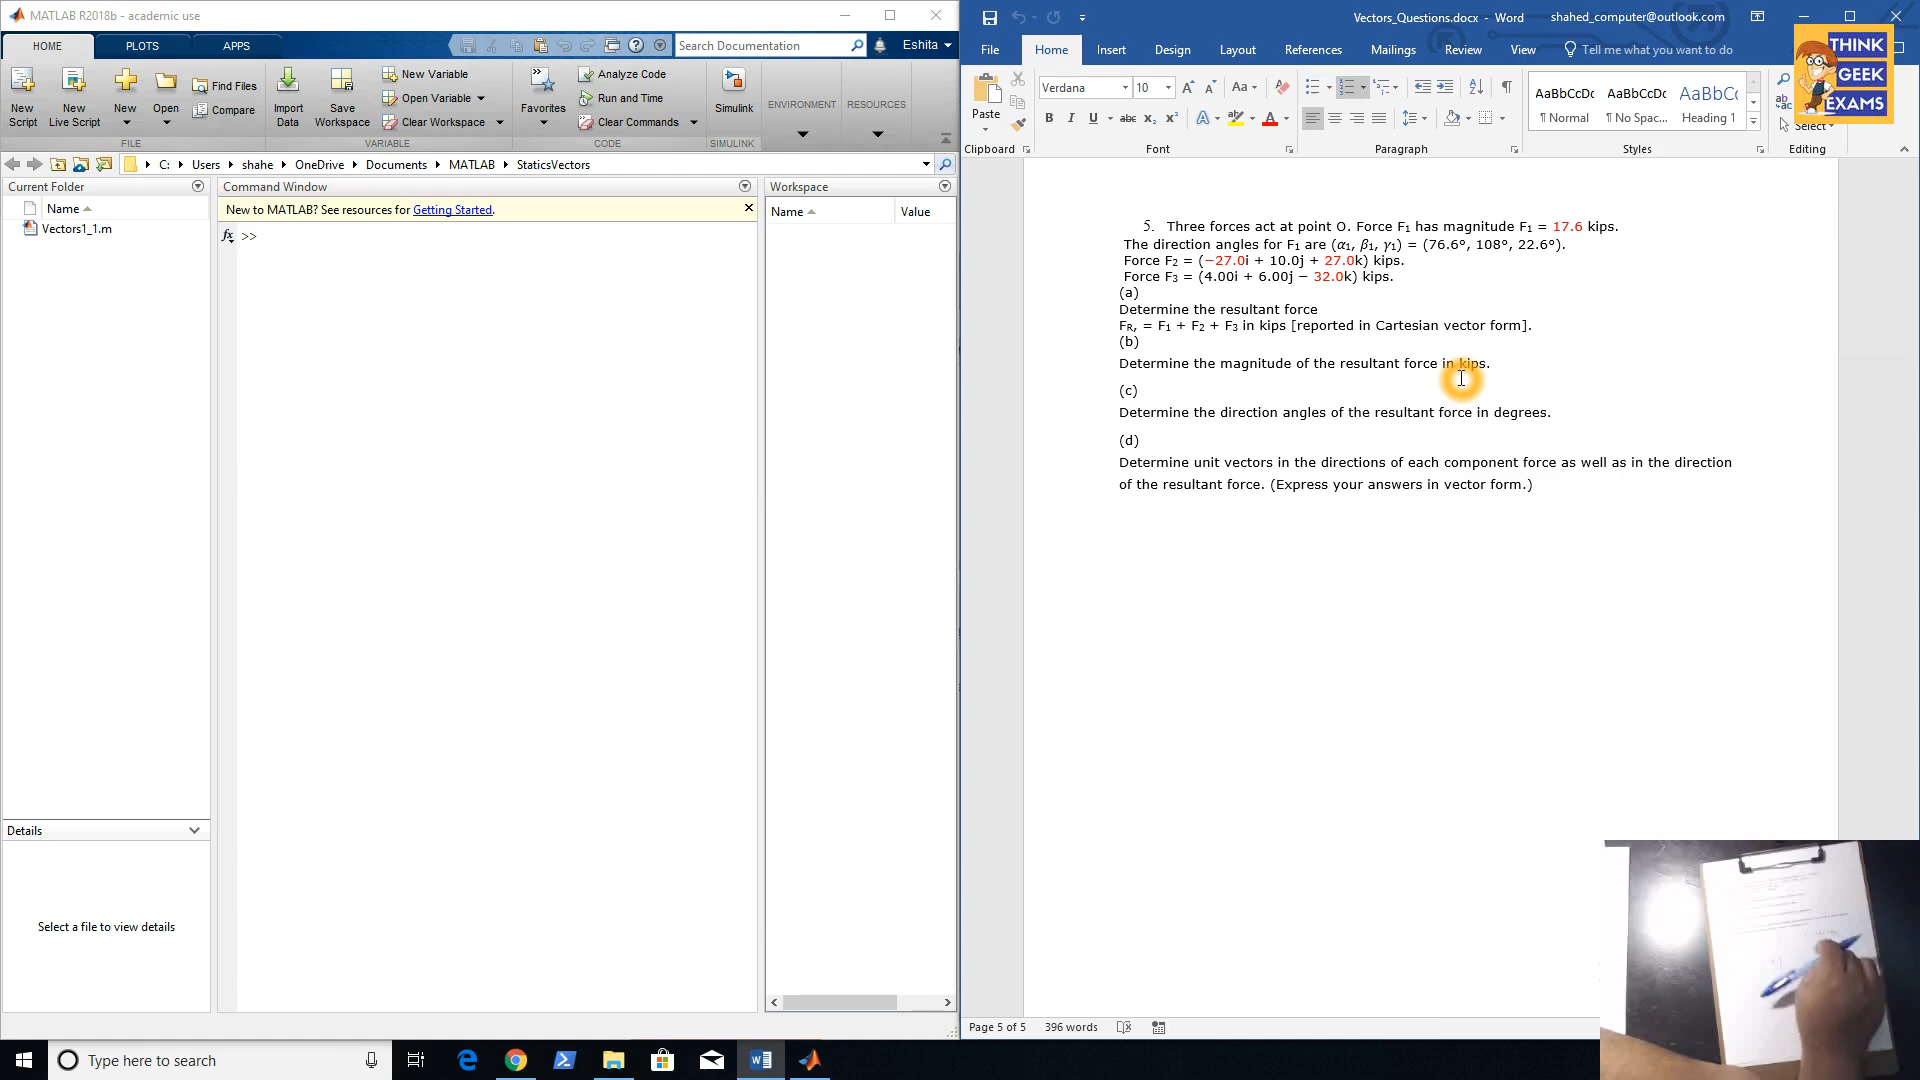 MATLAB R2018b - academic use
HOME PLOTS APPS
Search Documentation
Eshita
New Script
New Live Script
New
Open
Find Files
Compare
Import Data
Save Workspace
New Variable
Open Variable
Clear Workspace
Favorites
Analyze Code
Run and Time
Clear Commands
Simulink
ENVIRONMENT
RESOURCES
FILE VARIABLE CODE SIMULINK
C: Users shahe OneDrive Documents MATLAB StaticsVectors
Current Folder
Name
Vectors1_1.m
Details
Select a file to view details
Command Window
New to MATLAB? See resources for Getting Started.
fx >>
Workspace
Name Value
Vectors_Questions.docx - Word
shahed_computer@outlook.com
File Home Insert Design Layout References Mailings Review View Tell me what you want to do
THINK
GEEK
EXAMS
Paste
Verdana 10
Aa
B I U abc x₂ x²
A
AaBbCcDc AaBbCcDc AaBbC
¶ Normal ¶ No Spac... Heading 1
Select
Clipboard Font Paragraph Styles Editing
5. Three forces act at point O. Force F₁ has magnitude F₁ = 17.6 kips.
The direction angles for F₁ are (α₁, β₁, γ₁) = (76.6°, 108°, 22.6°).
Force F₂ = (−27.0i + 10.0j + 27.0k) kips.
Force F₃ = (4.00i + 6.00j − 32.0k) kips.
(a)
Determine the resultant force
FR, = F₁ + F₂ + F₃ in kips [reported in Cartesian vector form].
(b)
Determine the magnitude of the resultant force in kips.
(c)
Determine the direction angles of the resultant force in degrees.
(d)
Determine unit vectors in the directions of each component force as well as in the direction
of the resultant force. (Express your answers in vector form.)
Page 5 of 5 396 words
Type here to search